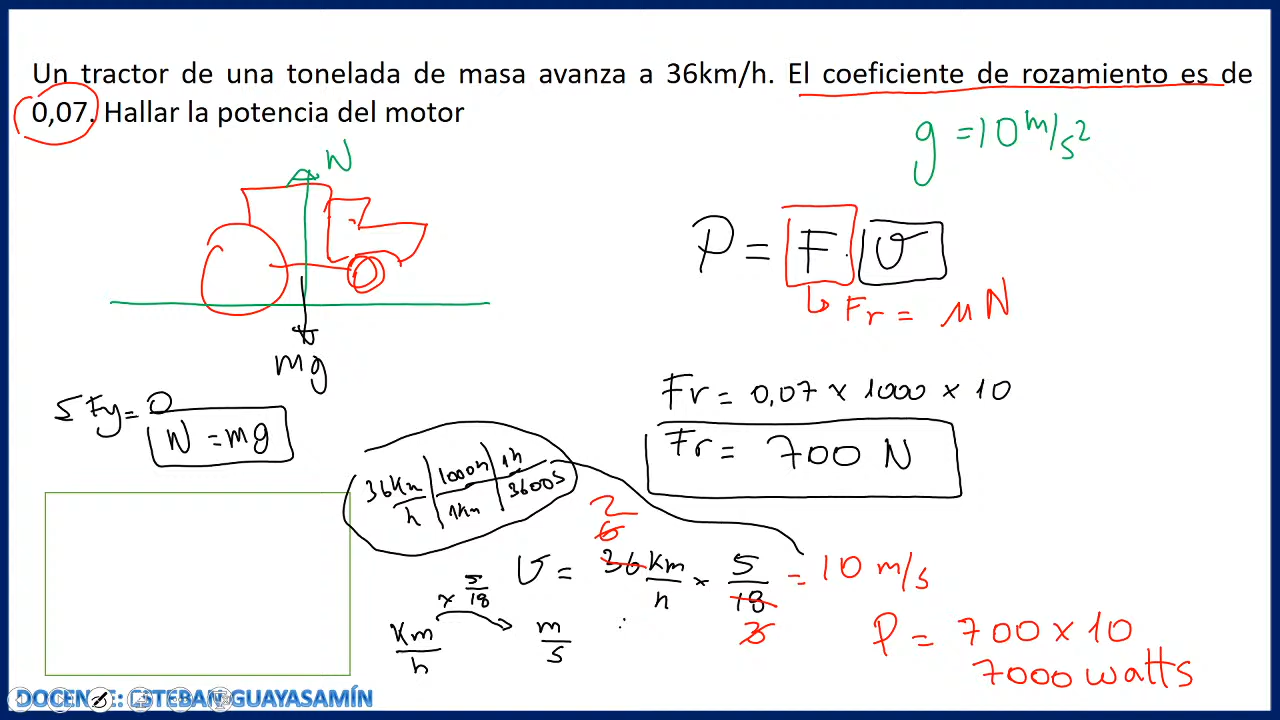 Un tractor de una tonelada de masa avanza a 36km/h. El coeficiente de rozamiento es de
0,07. Hallar la potencia del motor
g = 10 m/s²
N
P = F . v
Fr = μN
mg
ΣFy = 0
N = mg
Fr = 0,07 x 1000 x 10
Fr = 700 N
36Km/h | 1000m/1Km | 1h/3600s
2
6
v = 36 Km/h x 5/18 = 10 m/s
3
Km/h x 5/18 m/s
P = 700 x 10
7000 watts
DOCENTE: ESTEBAN GUAYASAMÍN